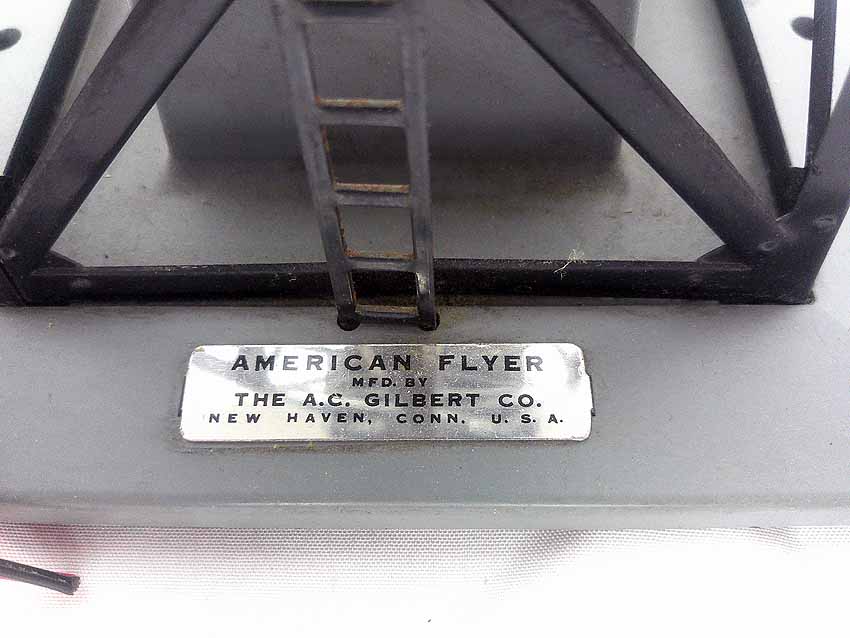 AMERICAN FLYER
MFD. BY
THE A.C. GILBERT CO.
NEW HAVEN, CONN. U. S. A.